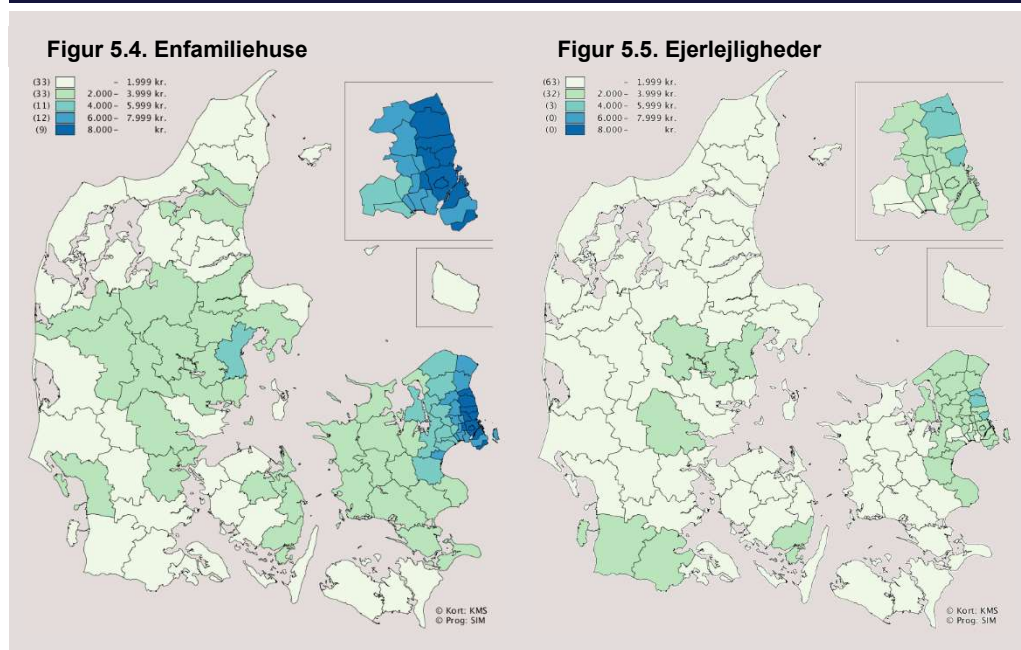 Figur 5.4. Enfamiliehuse
(33) – 1.999 kr.
(33) 2.000 – 3.999 kr.
(11) 4.000 – 5.999 kr.
(12) 6.000 – 7.999 kr.
(9) 8.000 – kr.
© Kort: KMS
© Prog: SIM
Figur 5.5. Ejerlejligheder
(63) – 1.999 kr.
(32) 2.000 – 3.999 kr.
(3) 4.000 – 5.999 kr.
(0) 6.000 – 7.999 kr.
(0) 8.000 – kr.
© Kort: KMS
© Prog: SIM